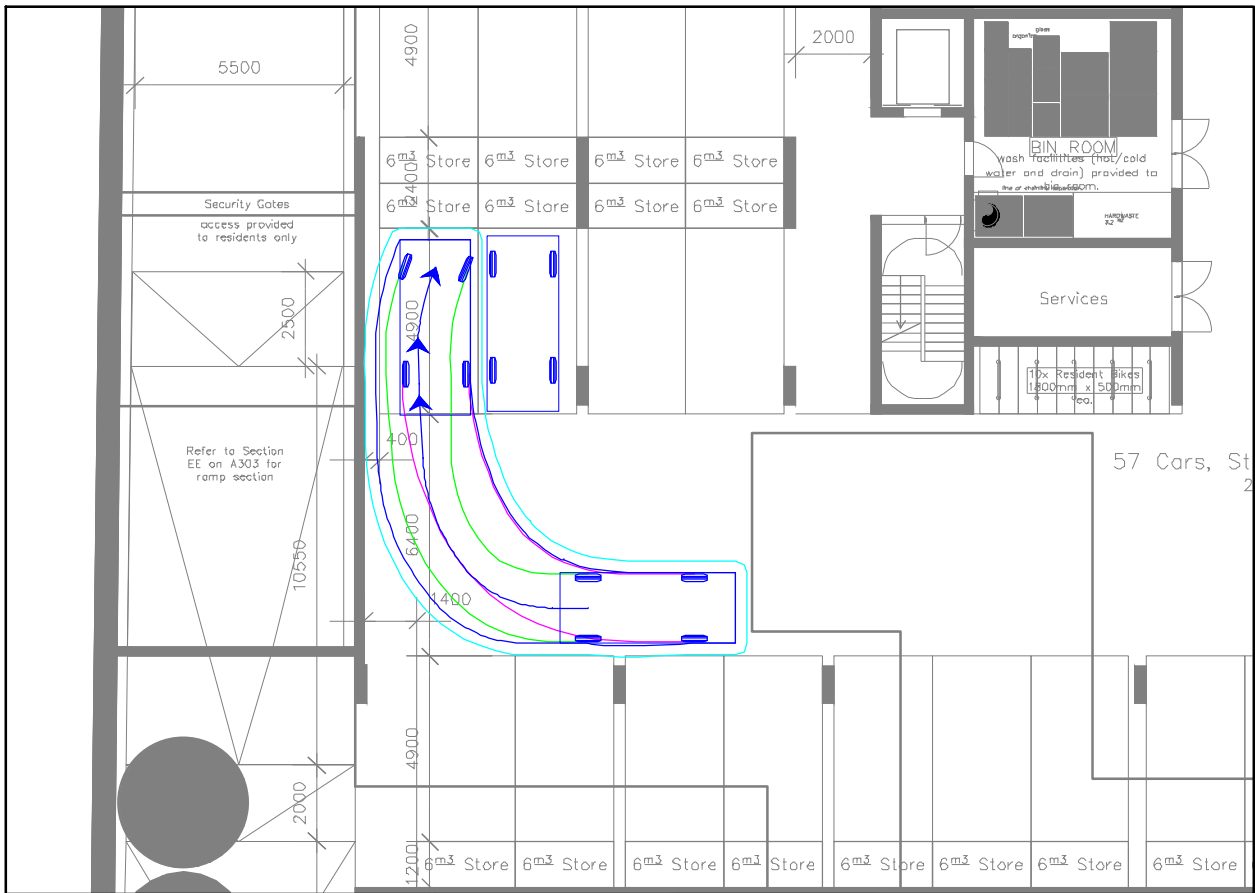 4900
2000
5500
6m3 Store 6m3 Store 6m3 Store 6m3 Store
2400
6m3 Store 6m3 Store 6m3 Store 6m3 Store
BIN ROOM
wash facilities (hot/cold
water and drain) provided to
bin room.
HARDWASTE
Security Gates
access provided
to residents only
2500
4900
Services
10x Resident Bikes
1800mm x 500mm
ea.
400
Refer to Section
EE on A303 for
ramp section
57 Cars, St
2
6400
10550
1400
4900
2000
1200
6m3 Store 6m3 Store 6m3 Store 6m3 Store 6m3 Store 6m3 Store 6m3 Store 6m3 Store